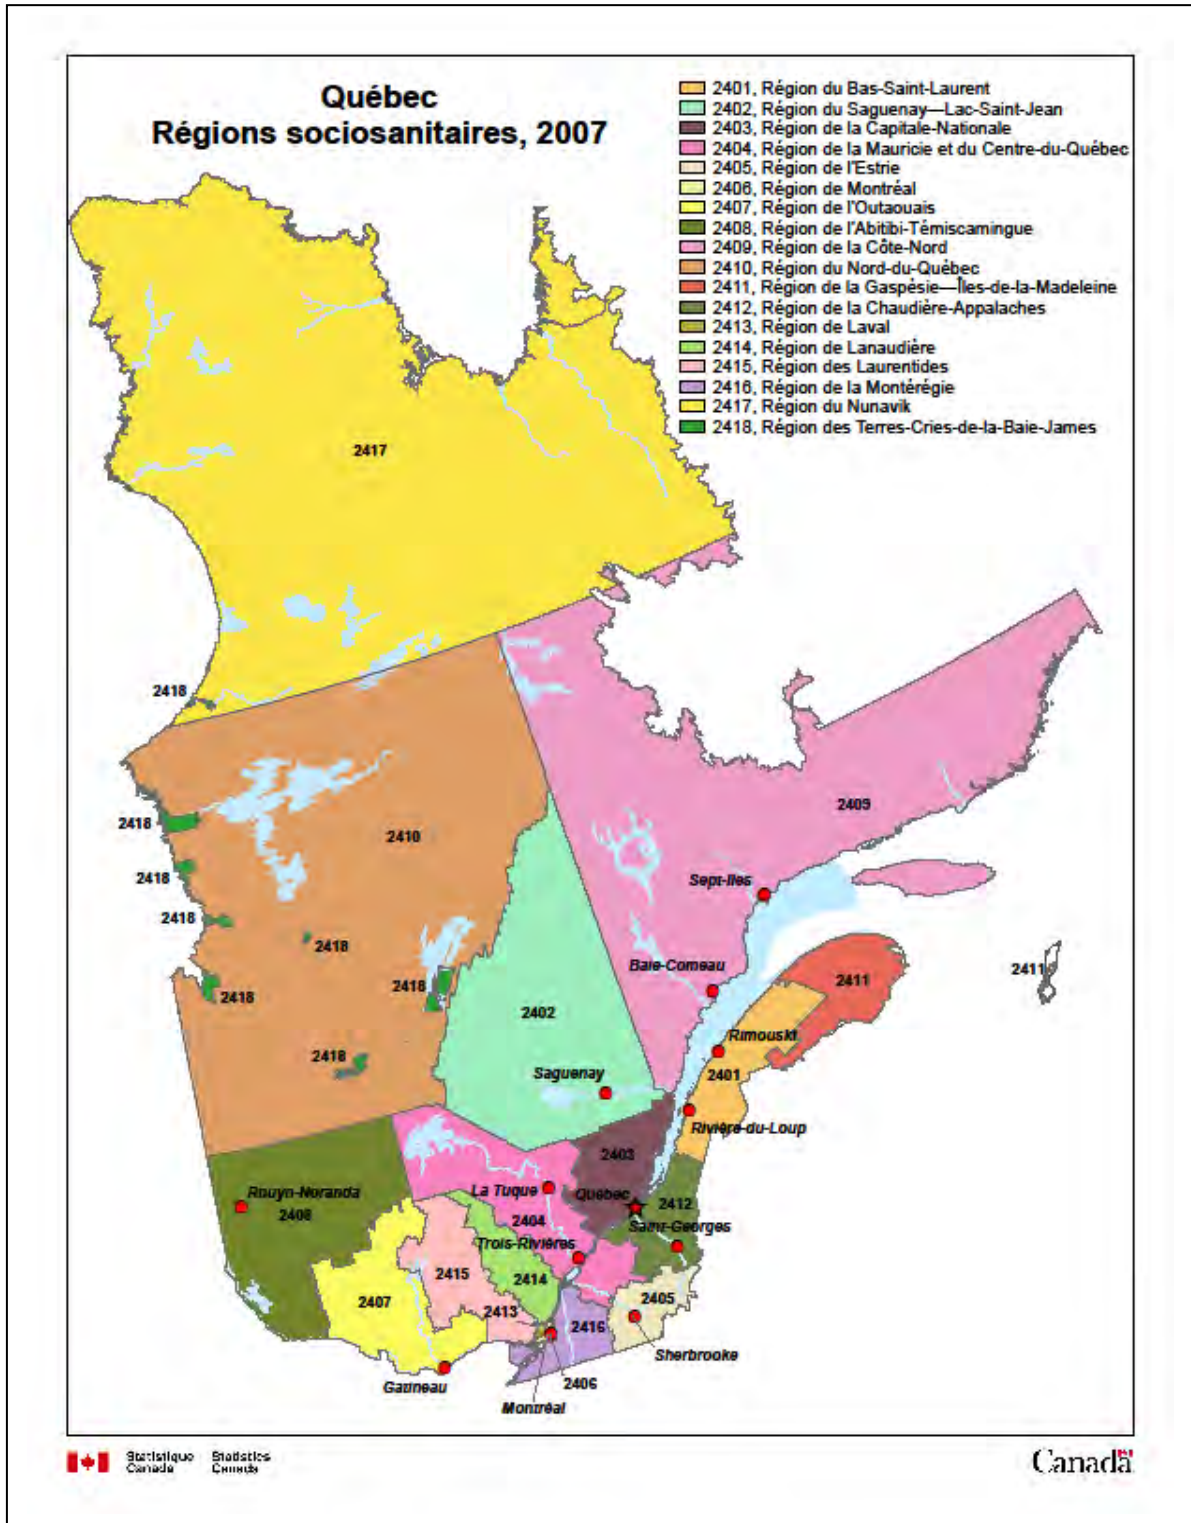 Québec
Régions sociosanitaires, 2007
2401, Région du Bas-Saint-Laurent
2402, Région du Saguenay—Lac-Saint-Jean
2403, Région de la Capitale-Nationale
2404, Région de la Mauricie et du Centre-du-Québec
2405, Région de l'Estrie
2406, Région de Montréal
2407, Région de l'Outaouais
2408, Région de l'Abitibi-Témiscamingue
2409, Région de la Côte-Nord
2410, Région du Nord-du-Québec
2411, Région de la Gaspésie—Îles-de-la-Madeleine
2412, Région de la Chaudière-Appalaches
2413, Région de Laval
2414, Région de Lanaudière
2415, Région des Laurentides
2416, Région de la Montérégie
2417, Région du Nunavik
2418, Région des Terres-Cries-de-la-Baie-James
2417
2418
2409
2418
2410
2418
Sept-Iles
2418
2418
Baie-Comeau
2411
2411
2418
2418
2402
Rimouski
2418
Saguenay
2401
Rivière-du-Loup
2403
Rouyn-Noranda
La Tuque
Québec
2412
2408
2404
Saint-Georges
Trois-Rivières
2415
2414
2407
2405
2413
2416
Sherbrooke
Gatineau
2406
Montréal
Statistique Statistics
Canada Canada
Canada